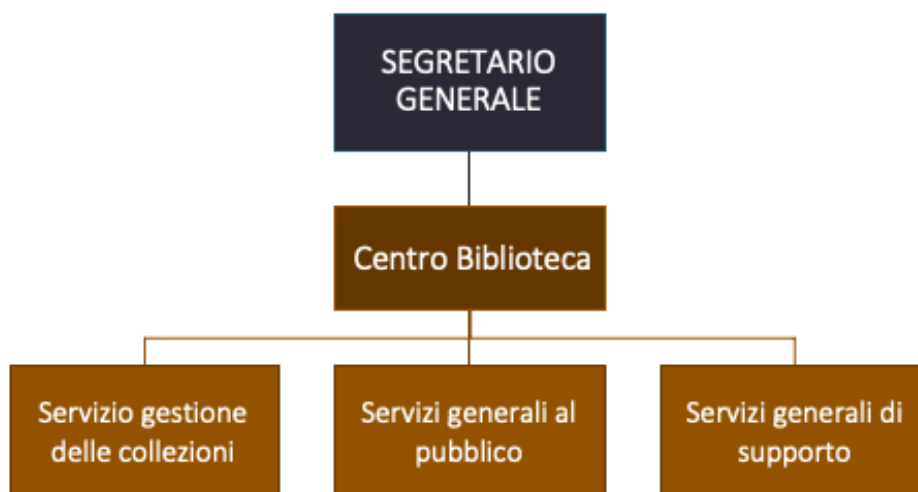 SEGRETARIO
GENERALE
Centro Biblioteca
Servizio gestione
delle collezioni
Servizi generali al
pubblico
Servizi generali di
supporto